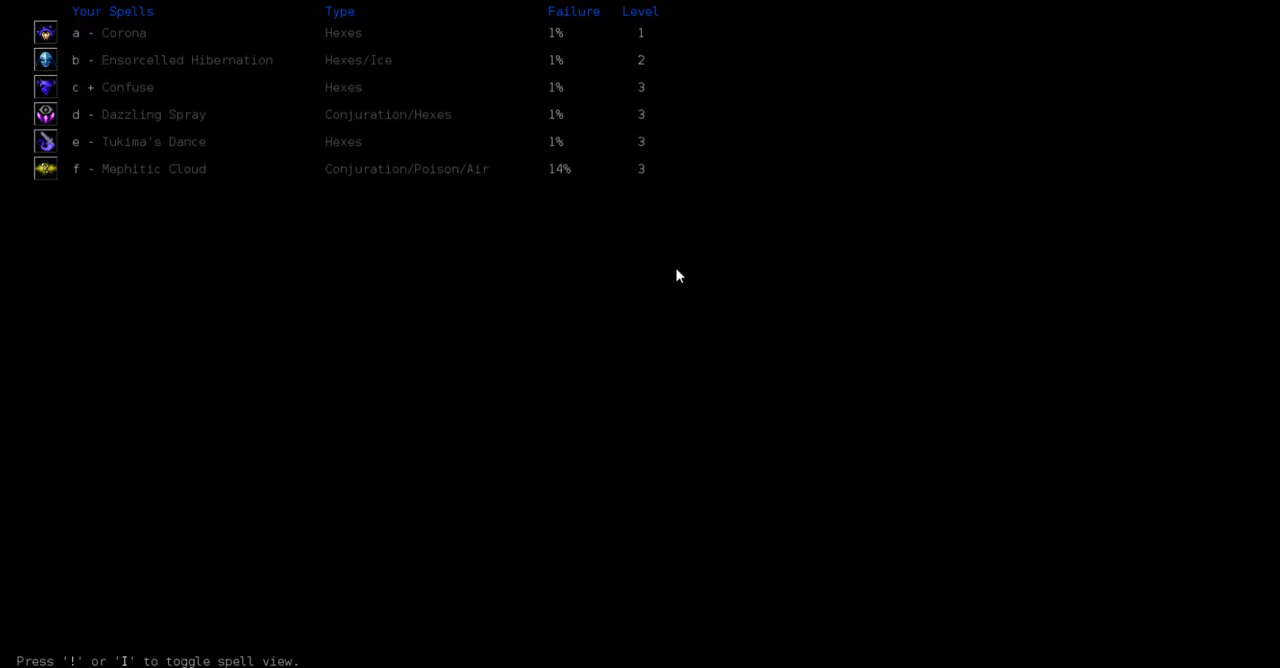 Your Spells Type Failure Level
a - Corona Hexes 1% 1
b - Ensorcelled Hibernation Hexes/Ice 1% 2
c + Confuse Hexes 1% 3
d - Dazzling Spray Conjuration/Hexes 1% 3
e - Tukima's Dance Hexes 1% 3
f - Mephitic Cloud Conjuration/Poison/Air 14% 3
Press '!' or 'I' to toggle spell view.